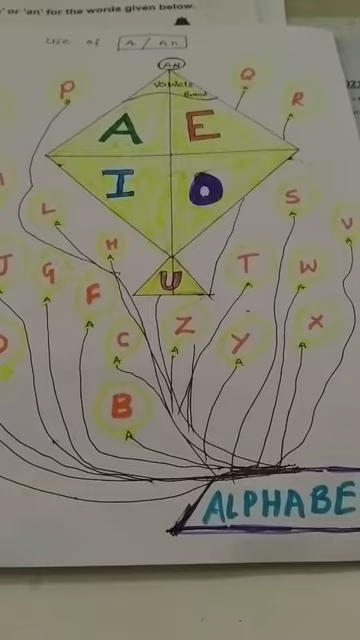 ' or 'an' for the words given below.
Use of A / An
AN
Vowels
P
Q
R
A E
I O
L
S
V
H
U
J G F
T W
C Z Y X
B
ALPHABE